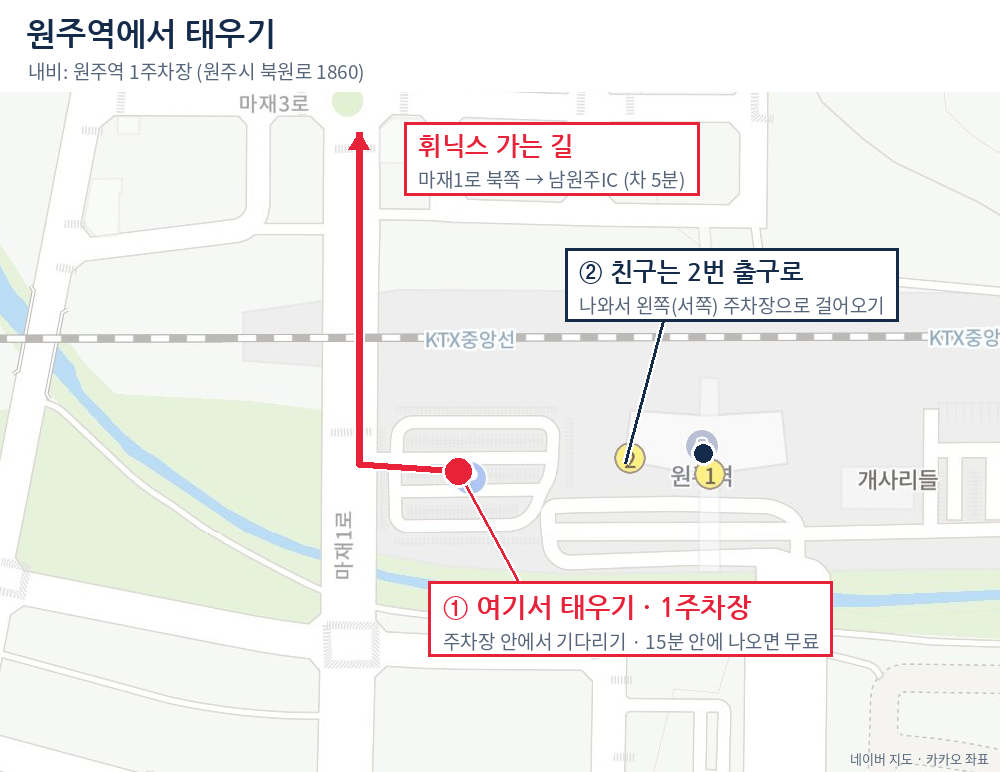 원주역에서 태우기
내비: 원주역 1주차장 (원주시 북원로 1860)
마재3로
휘닉스 가는 길
마재1로 북쪽 → 남원주IC (차 5분)
② 친구는 2번 출구로
나와서 왼쪽(서쪽) 주차장으로 걸어오기
KTX중앙선
KTX중앙
2
1
개사리들
마재1로
① 여기서 태우기 · 1주차장
주차장 안에서 기다리기 · 15분 안에 나오면 무료
네이버 지도 · 카카오 좌표